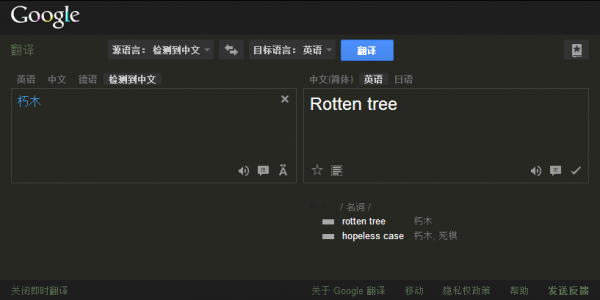 Google
翻译
源语言： 检测到中文
目标语言： 英语
翻译
英语 中文 德语 检测到中文
中文(简体) 英语 日语
朽木
×
Rotten tree
Ä
/ 名词 /
rotten tree 朽木
hopeless case 朽木, 死棋
关闭即时翻译
关于 Google 翻译 移动 隐私权政策 帮助 发送反馈